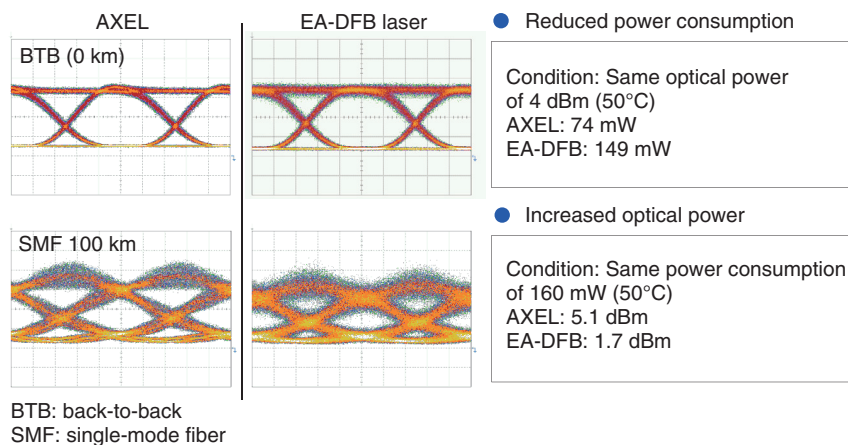 AXEL
EA-DFB laser
BTB (0 km)
SMF 100 km
BTB: back-to-back
SMF: single-mode fiber
Reduced power consumption
Condition: Same optical power
of 4 dBm (50°C)
AXEL: 74 mW
EA-DFB: 149 mW
Increased optical power
Condition: Same power consumption
of 160 mW (50°C)
AXEL: 5.1 dBm
EA-DFB: 1.7 dBm